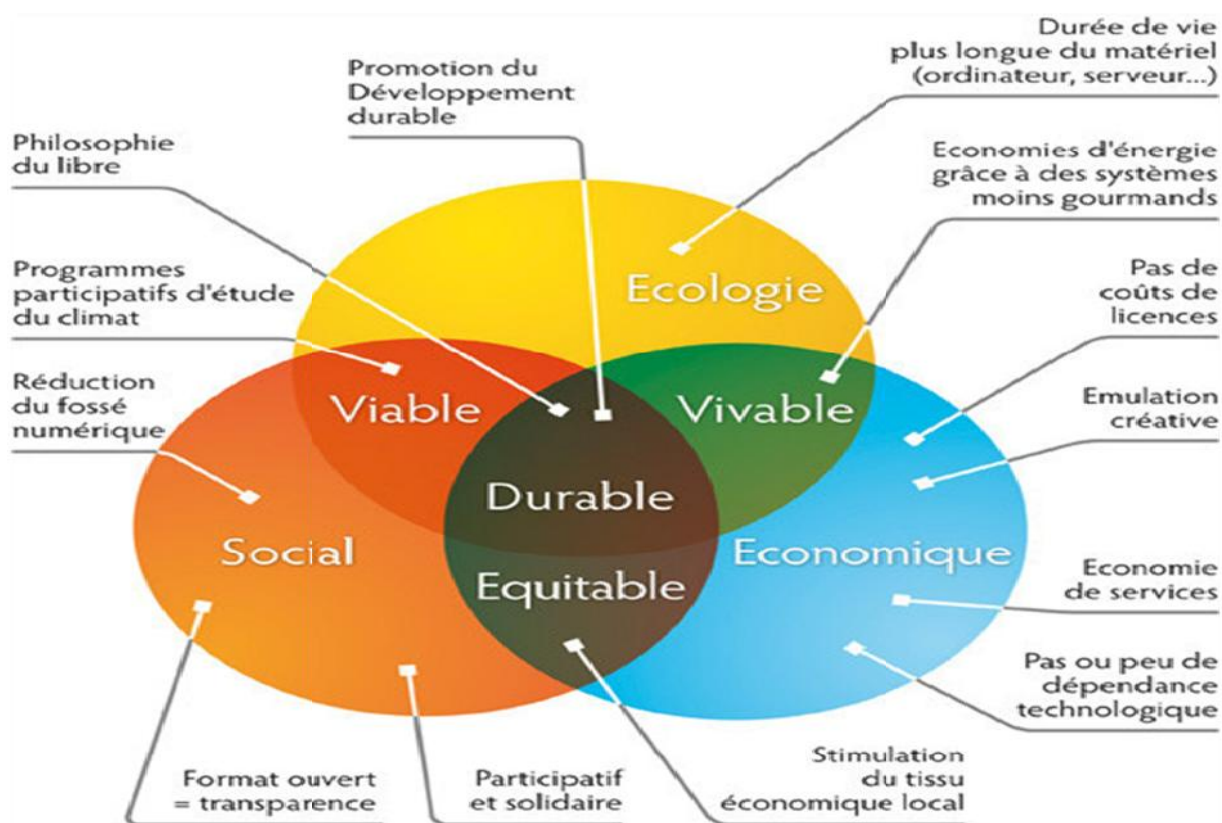 Durée de vie
plus longue du matériel
(ordinateur, serveur...)
Promotion du
Développement
durable
Philosophie
du libre
Economies d'énergie
grâce à des systèmes
moins gourmands
Programmes
participatifs d'étude
du climat
Ecologie
Pas de
coûts de
licences
Réduction
du fossé
numérique
Viable
Vivable
Emulation
créative
Durable
Social
Economique
Equitable
Economie
de services
Pas ou peu de
dépendance
technologique
Format ouvert
= transparence
Participatif
et solidaire
Stimulation
du tissu
économique local